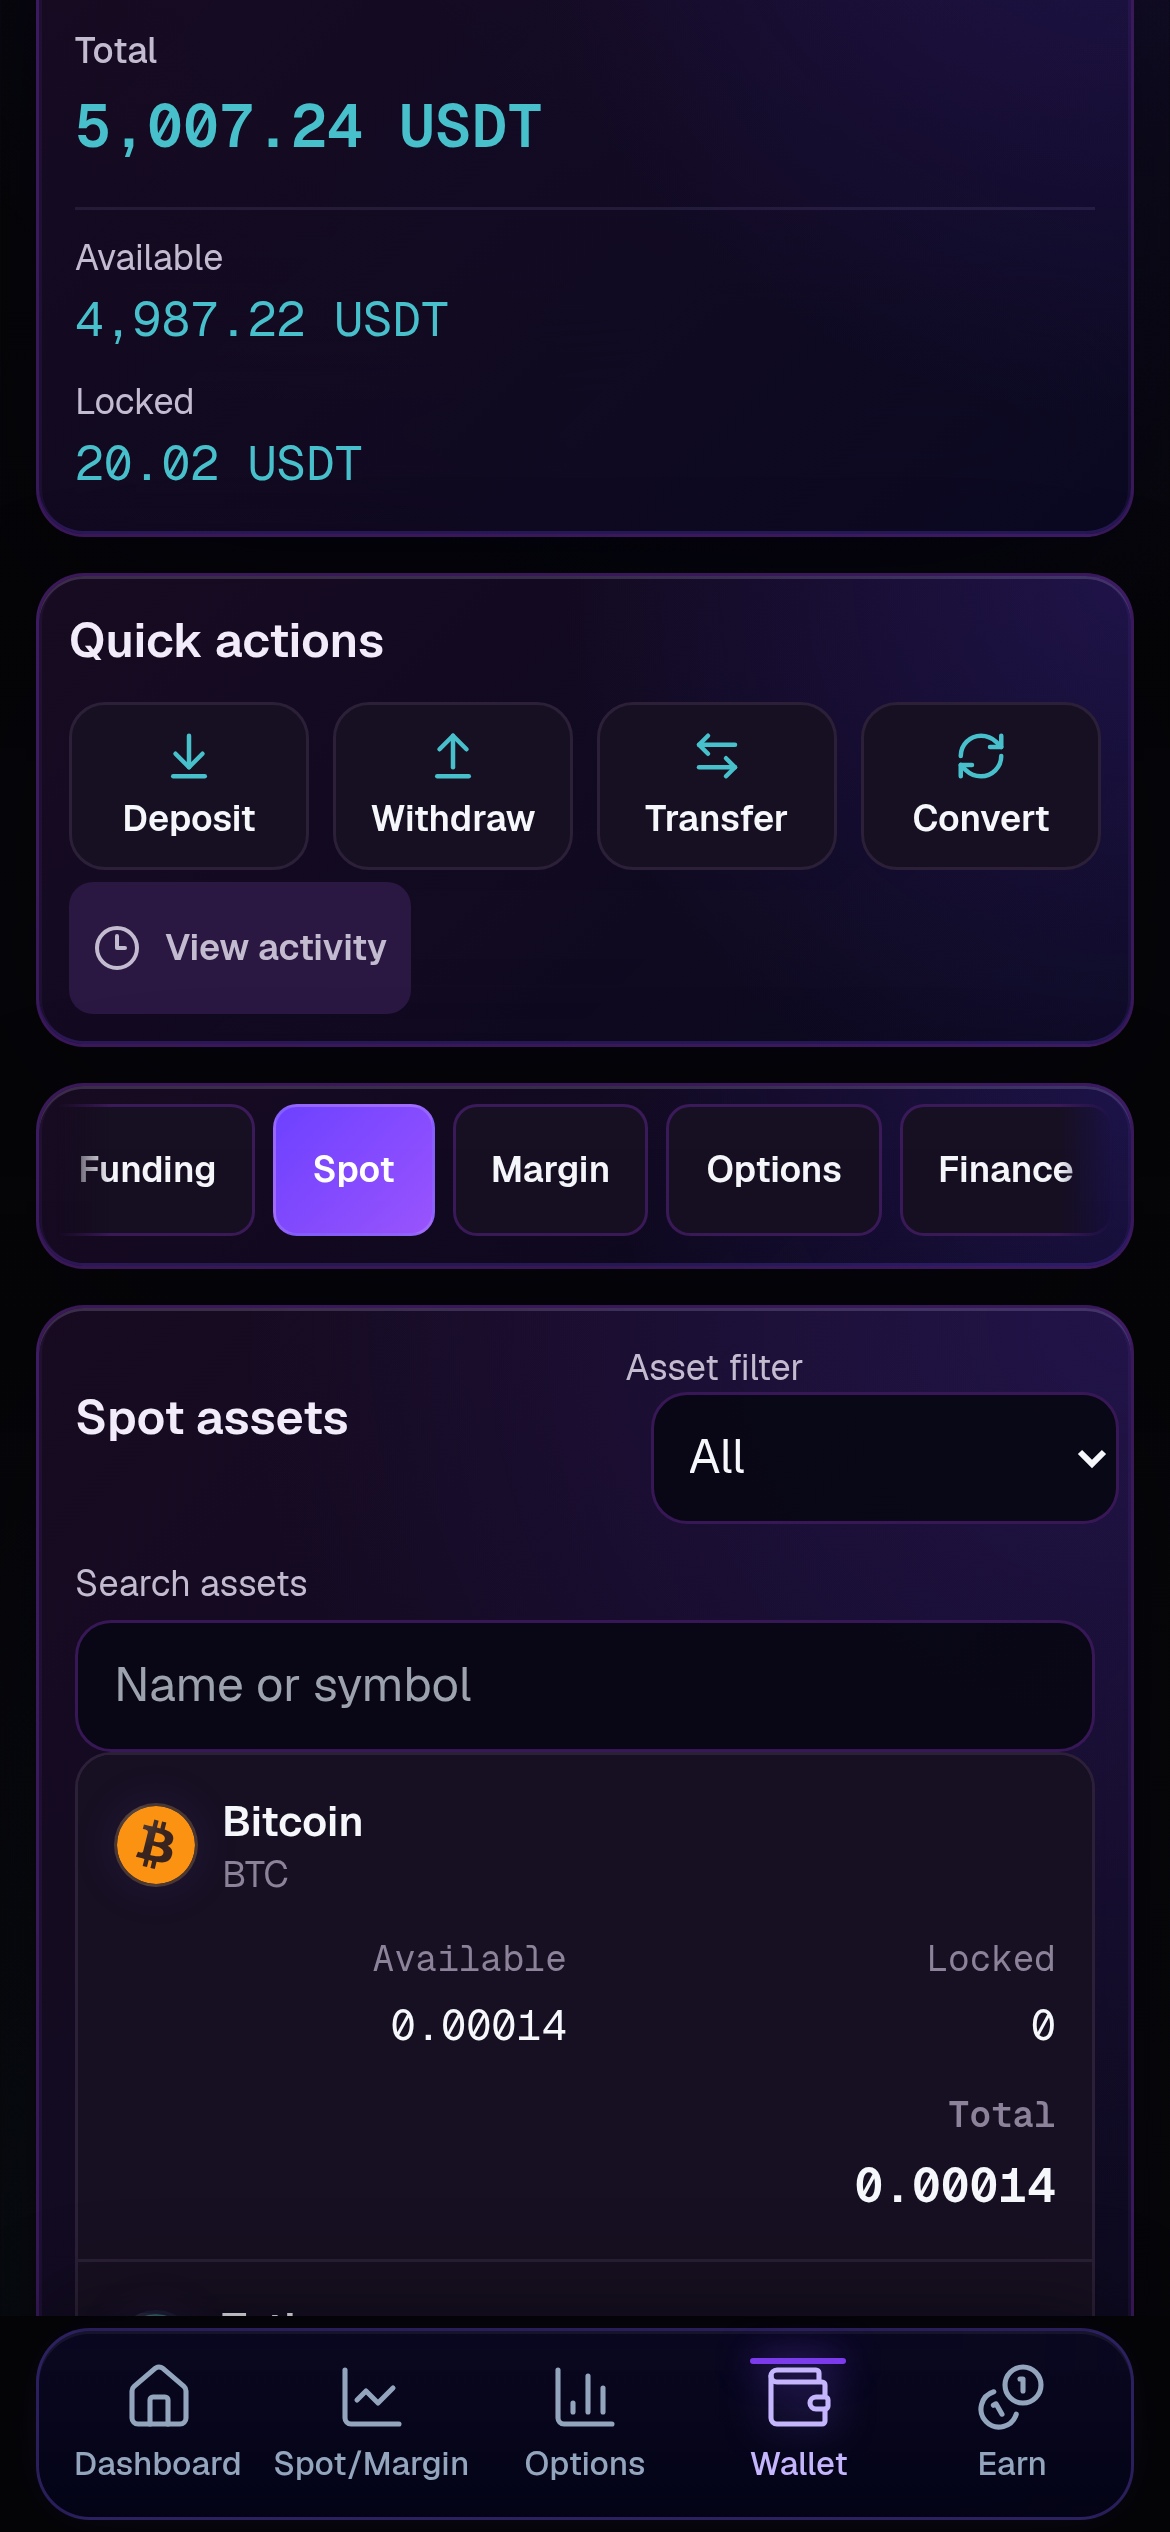 Total
5,007.24 USDT
Available
4,987.22 USDT
Locked
20.02 USDT
Quick actions
Deposit Withdraw Transfer Convert
View activity
Funding Spot Margin Options Finance
Asset filter
Spot assets
All
Search assets
Name or symbol
Bitcoin
BTC
Available Locked
0.00014 0
Total
0.00014
Dashboard Spot/Margin Options Wallet Earn